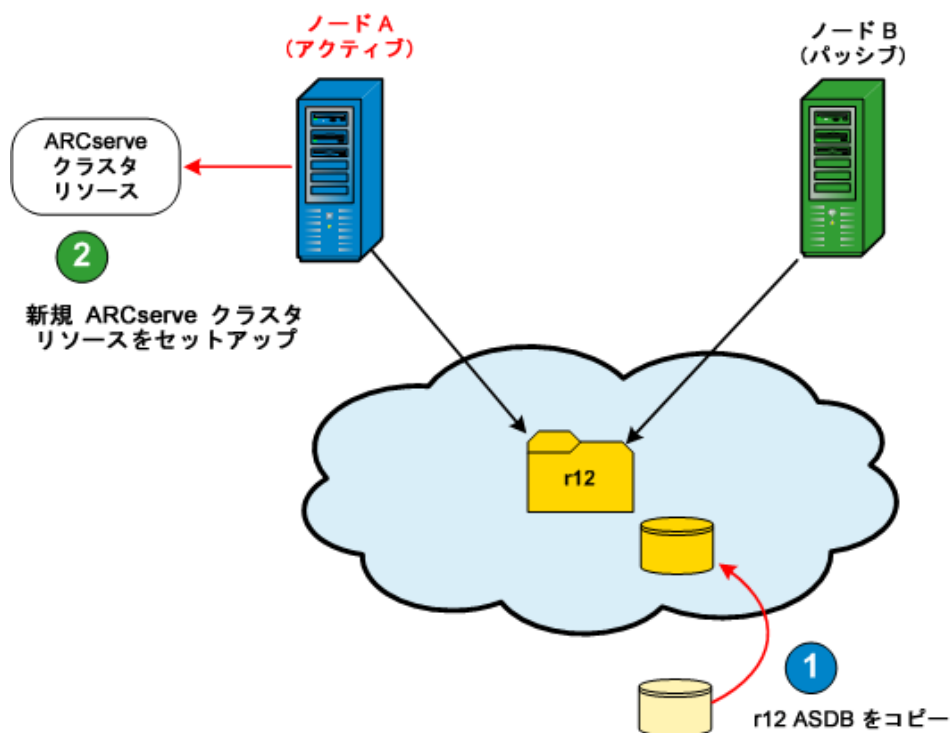 ノード A
(アクティブ)
ノード B
(パッシブ)
ARCserve
クラスタ
リソース
2
新規 ARCserve クラスタ
リソースをセットアップ
r12
1
r12 ASDB をコピー